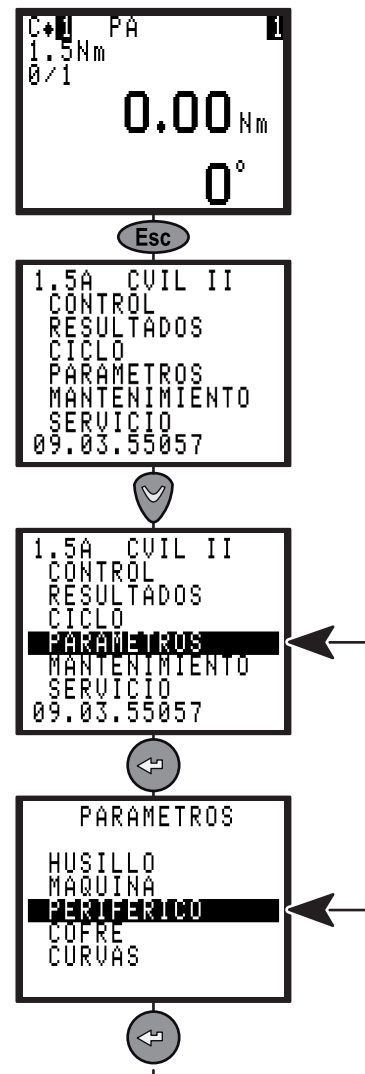 C♦1 PA 1
1.5Nm
0/1
0.00 Nm
0°
Esc
1.5A CVIL II
CONTROL
RESULTADOS
CICLO
PARAMETROS
MANTENIMIENTO
SERVICIO
09.03.55057
1.5A CVIL II
CONTROL
RESULTADOS
CICLO
PARAMETROS
MANTENIMIENTO
SERVICIO
09.03.55057
PARAMETROS
HUSILLO
MAQUINA
PERIFERICO
COFRE
CURVAS